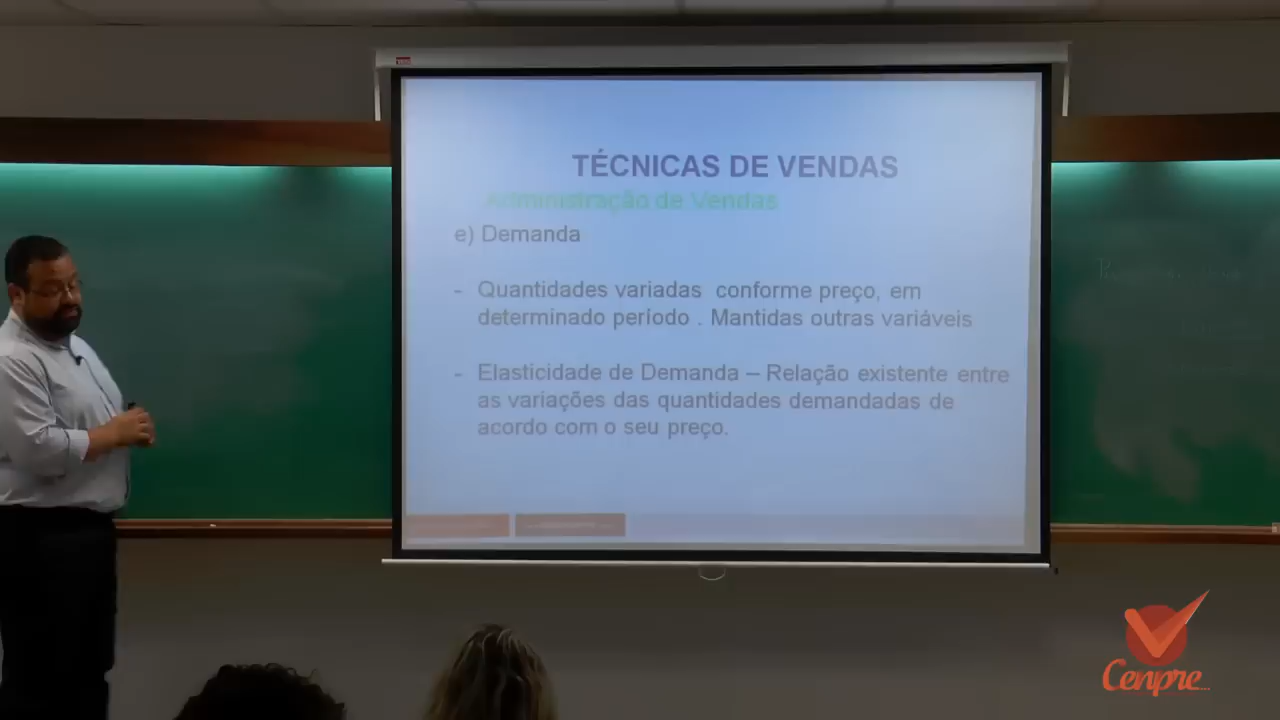 TÉCNICAS DE VENDAS
Administração de Vendas
e) Demanda
- Quantidades variadas conforme preço, em
determinado período . Mantidas outras variáveis
- Elasticidade de Demanda – Relação existente entre
as variações das quantidades demandadas de
acordo com o seu preço.
Cenpre...